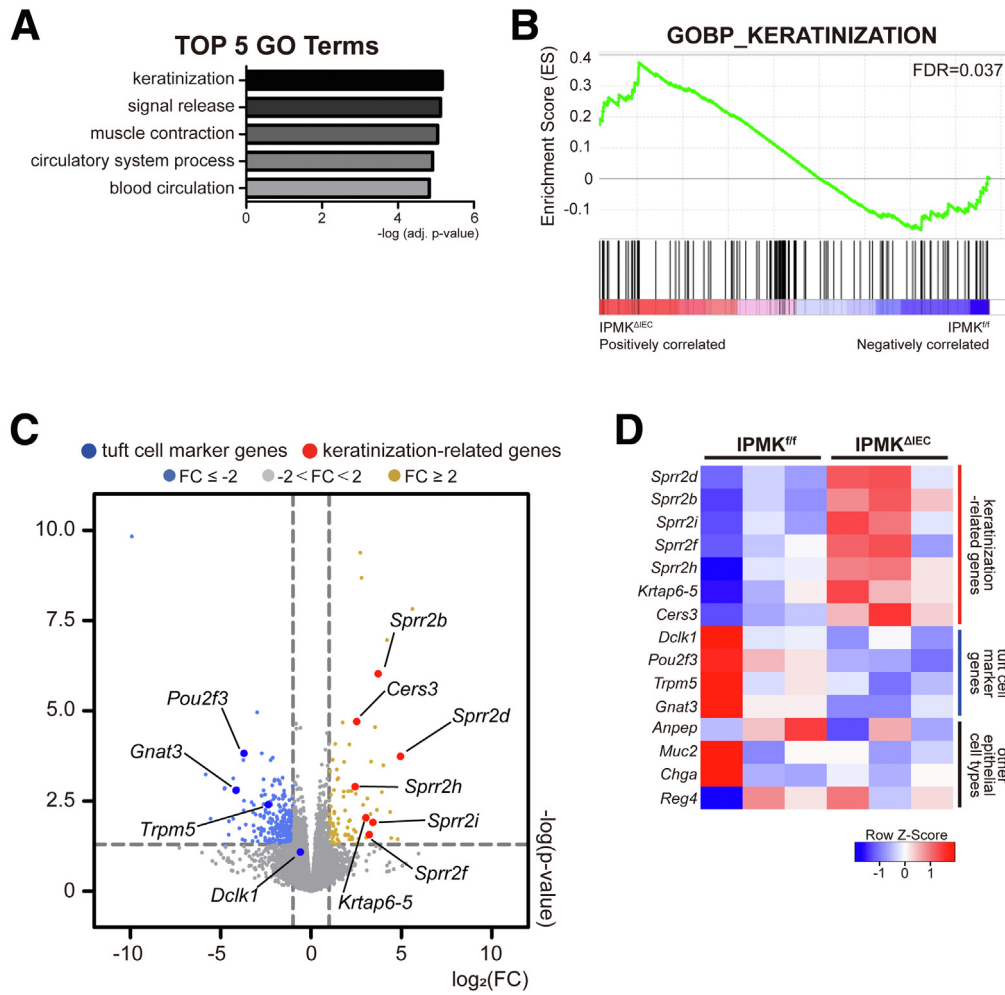 A
TOP 5 GO Terms
keratinization
signal release
muscle contraction
circulatory system process
blood circulation
0 2 4 6
-log (adj. p-value)
B
GOBP_KERATINIZATION
Enrichment Score (ES)
0.4
0.3
0.2
0.1
0
-0.1
FDR=0.037
IPMKΔIEC
Positively correlated
IPMKf/f
Negatively correlated
C
tuft cell marker genes keratinization-related genes
FC ≤ -2 -2 < FC < 2 FC ≥ 2
10.0
7.5
5.0
2.5
0
Sprr2b
Cers3
Sprr2d
Pou2f3
Gnat3
Sprr2h
Trpm5
Sprr2i
Sprr2f
Dclk1
Krtap6-5
-log(p-value)
-10 -5 0 5 10
log₂(FC)
D
IPMKf/f IPMKΔIEC
Sprr2d
Sprr2b
Sprr2i
Sprr2f
Sprr2h
Krtap6-5
Cers3
Dclk1
Pou2f3
Trpm5
Gnat3
Anpep
Muc2
Chga
Reg4
keratinization
-related genes
tuft cell
marker
genes
other
epithelial
cell types
Row Z-Score
-1 0 1